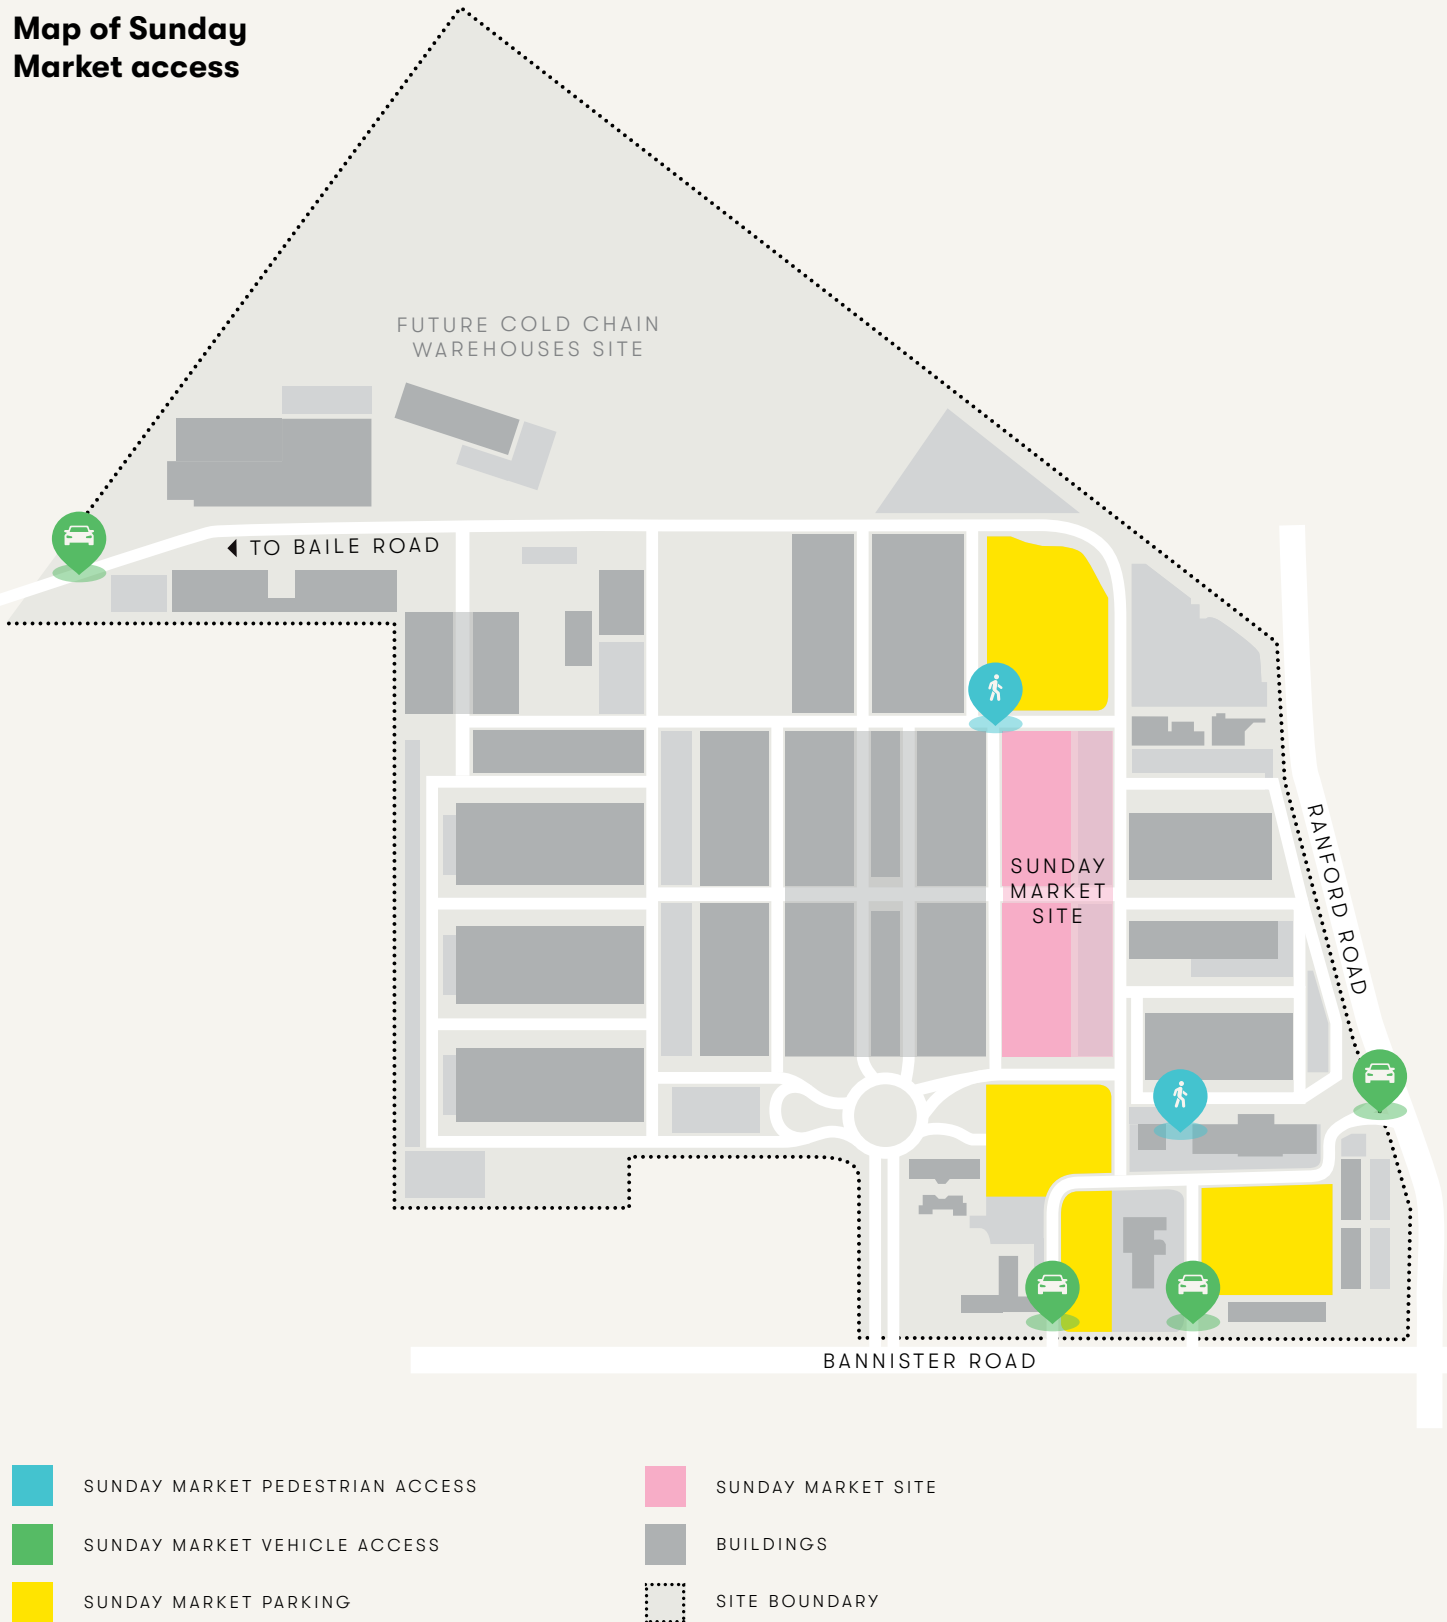 Map of Sunday
Market access
FUTURE COLD CHAIN
WAREHOUSES SITE
TO BAILE ROAD
SUNDAY
MARKET
SITE
RANFORD ROAD
BANNISTER ROAD
SUNDAY MARKET PEDESTRIAN ACCESS
SUNDAY MARKET SITE
SUNDAY MARKET VEHICLE ACCESS
BUILDINGS
SUNDAY MARKET PARKING
SITE BOUNDARY